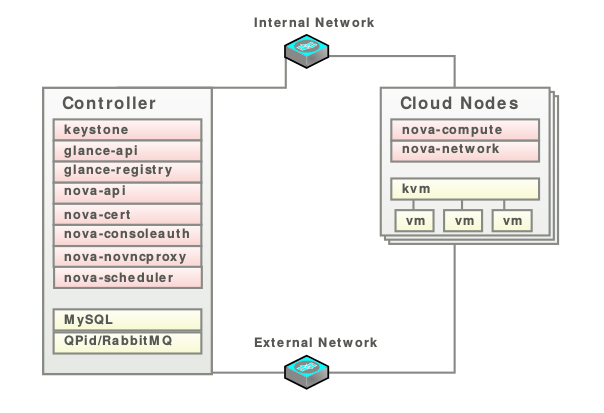 Internal Network
Controller
keystone
glance-api
glance-registry
nova-api
nova-cert
nova-consoleauth
nova-novncproxy
nova-scheduler
MySQL
QPid/RabbitMQ
Cloud Nodes
nova-compute
nova-network
kvm
vm vm vm
External Network